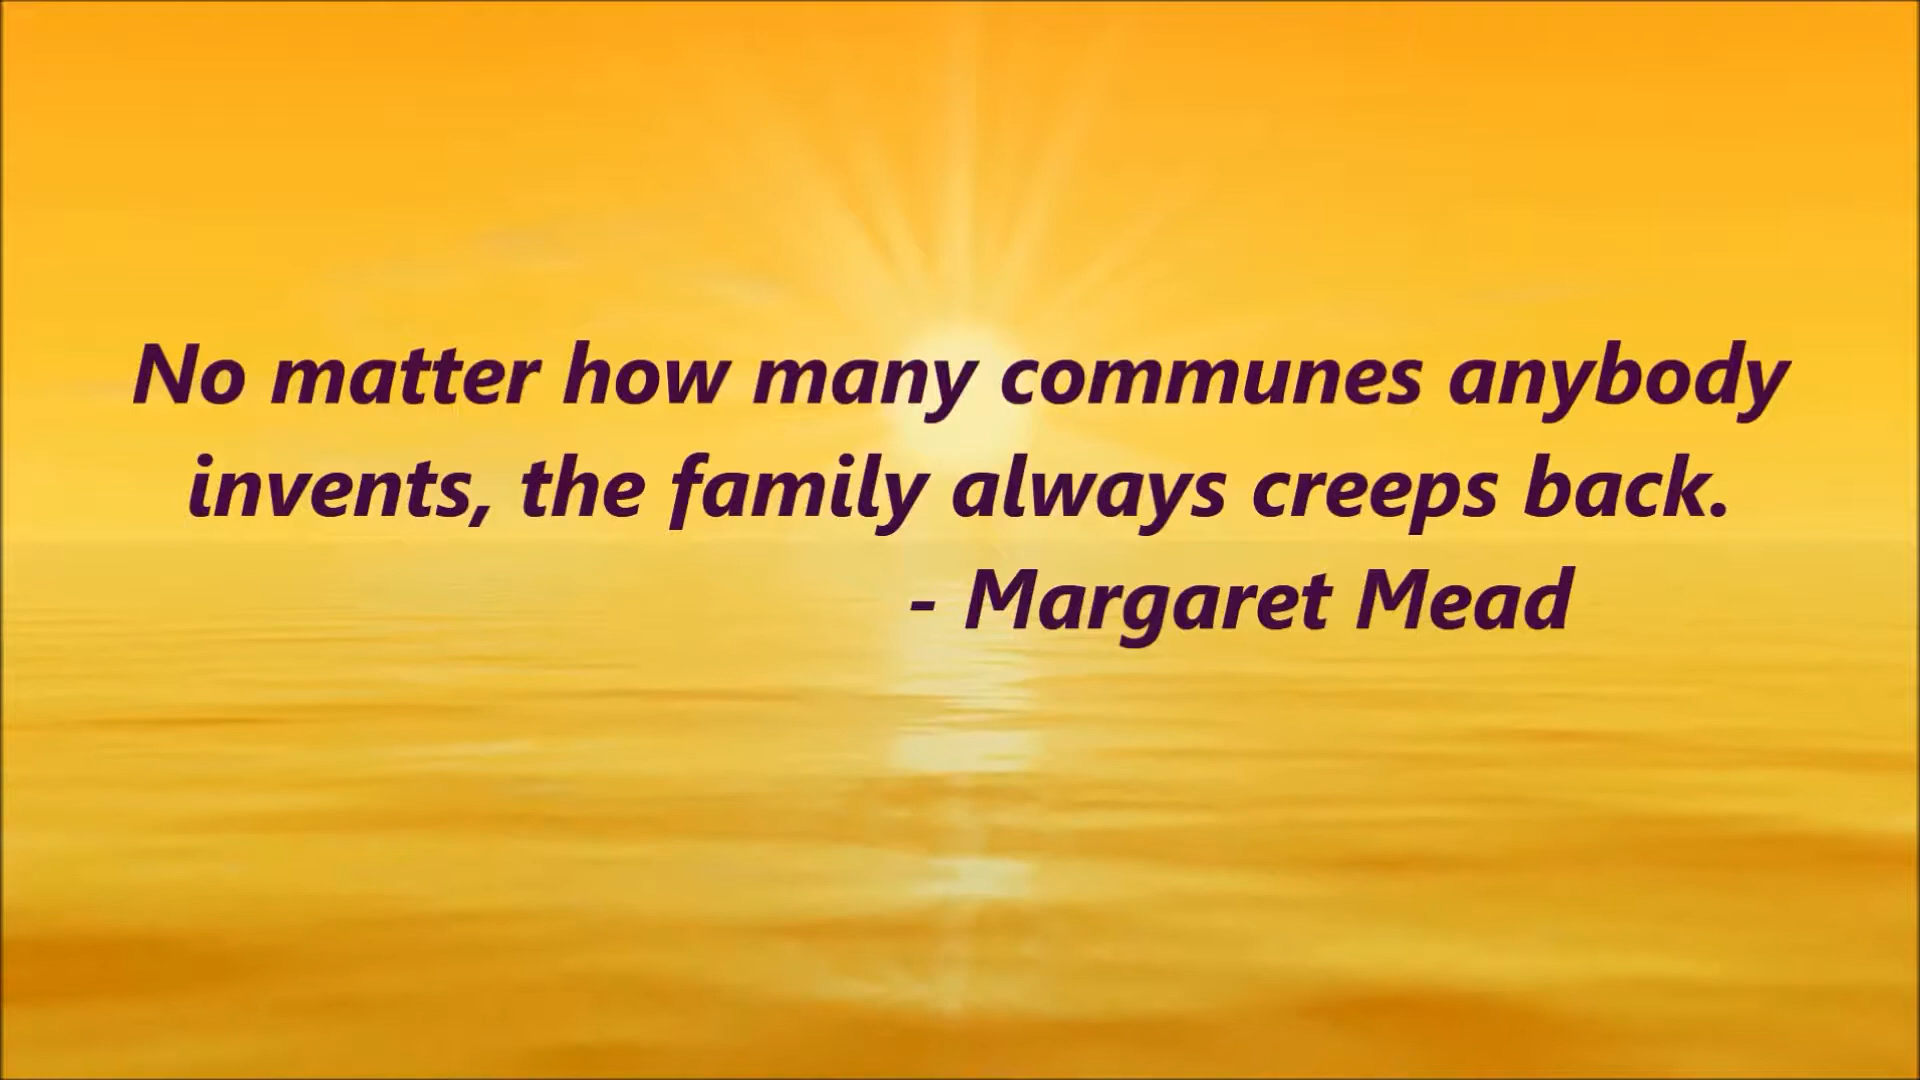 No matter how many communes anybody
invents, the family always creeps back.
- Margaret Mead